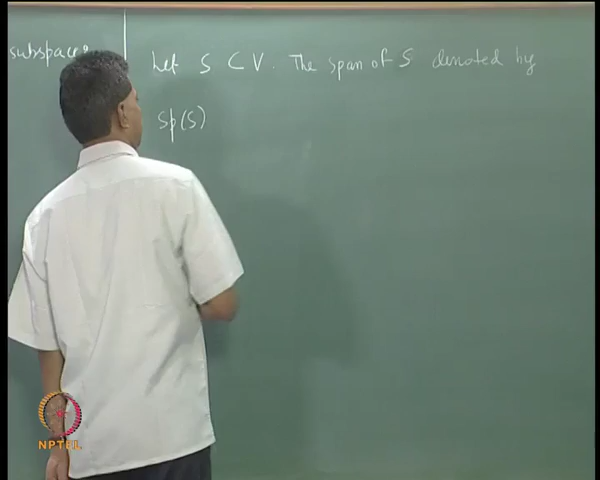 subspaces
Let S ⊂ V. The span of S denoted by
Sp(S)
NPTEL